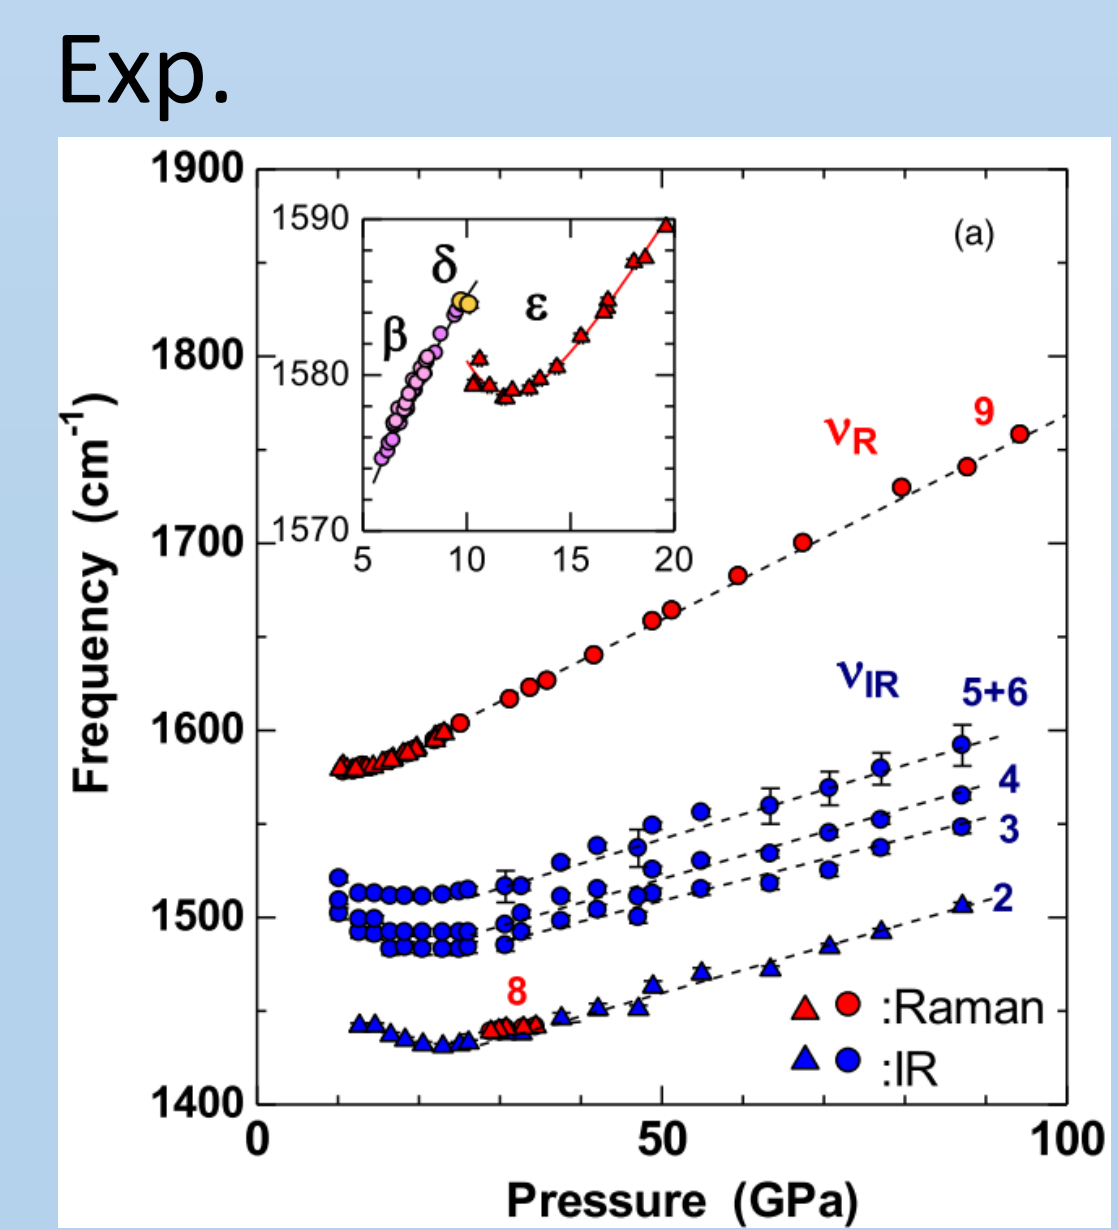 Exp.
1900
1590
(a)
δ
ε
β
1800
1580
9
νR
Frequency (cm-1)
1700
1570
5
10
15
20
νIR
5+6
1600
4
3
1500
2
8
:Raman
:IR
1400
0
50
100
Pressure (GPa)